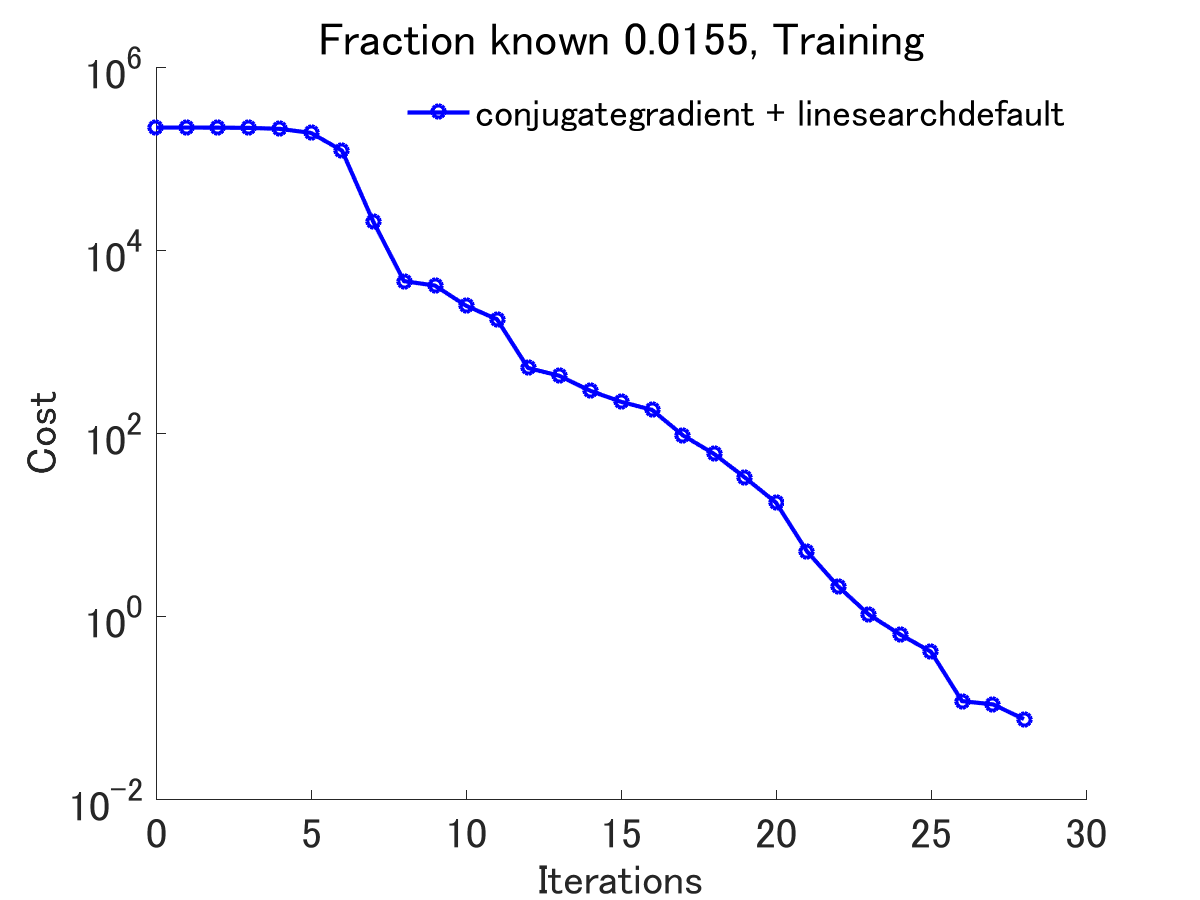 Fraction known 0.0155, Training
conjugategradient + linesearchdefault
Cost
10^6
10^4
10^2
10^0
10^-2
0 5 10 15 20 25 30
Iterations